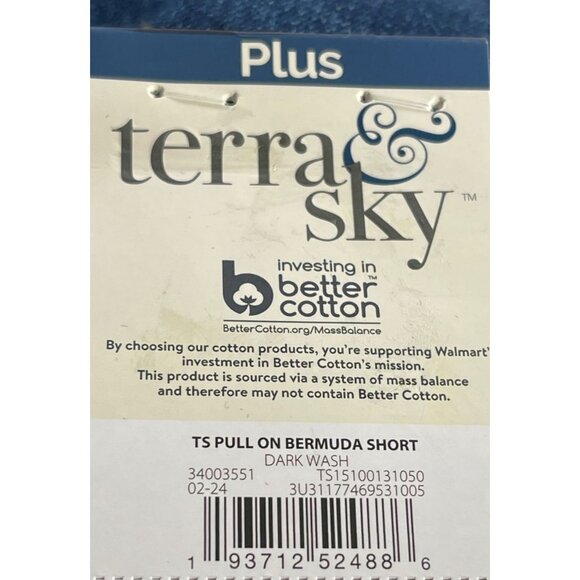 Plus
terra &
sky™
investing in
better™
cotton
BetterCotton.org/MassBalance
By choosing our cotton products, you're supporting Walmart'
investment in Better Cotton's mission.
This product is sourced via a system of mass balance
and therefore may not contain Better Cotton.
TS PULL ON BERMUDA SHORT
DARK WASH
34003551 TS15100131050
02-24 3U31177469531005
1 93712 52488 6